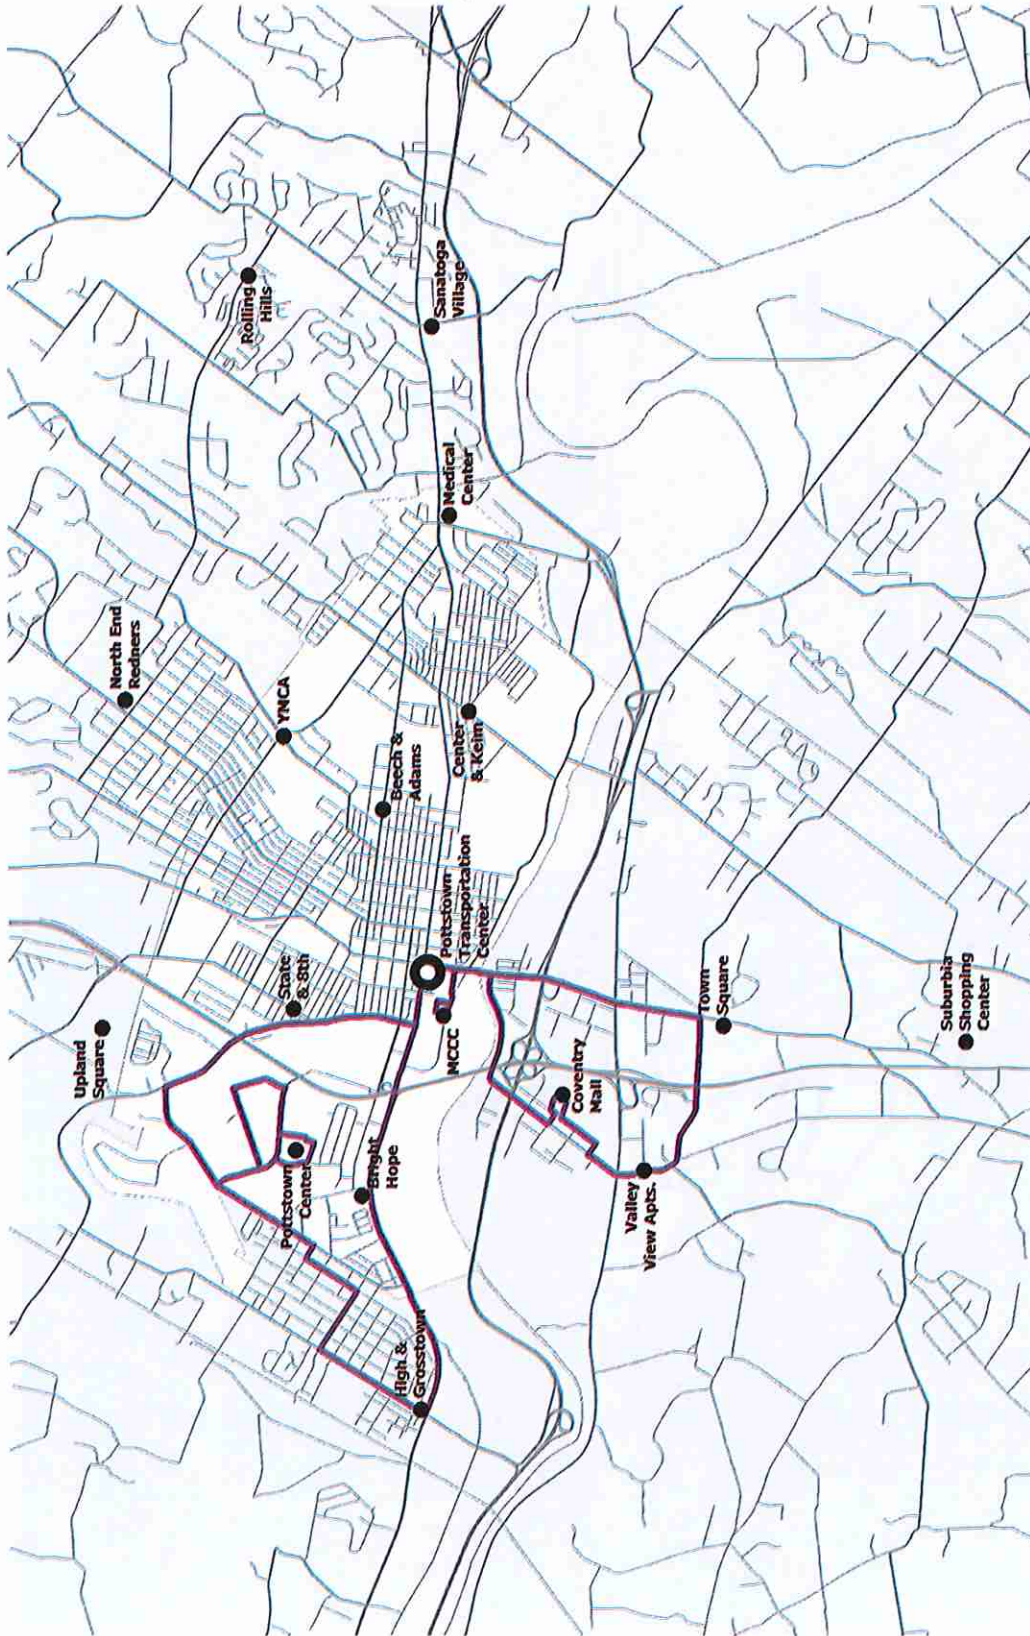 Upland
Square
North End
Redners
Rolling
Hills
Pottstown
Center
State
& 8th
YMCA
Bright
Hope
Beech &
Adams
High &
Grosstown
MCCC
Pottstown
Transportation
Center
Center
& Keim
Medical
Center
Sanatoga
Village
Coventry
Mall
Valley
View Apts.
Town
Square
Suburbia
Shopping
Center